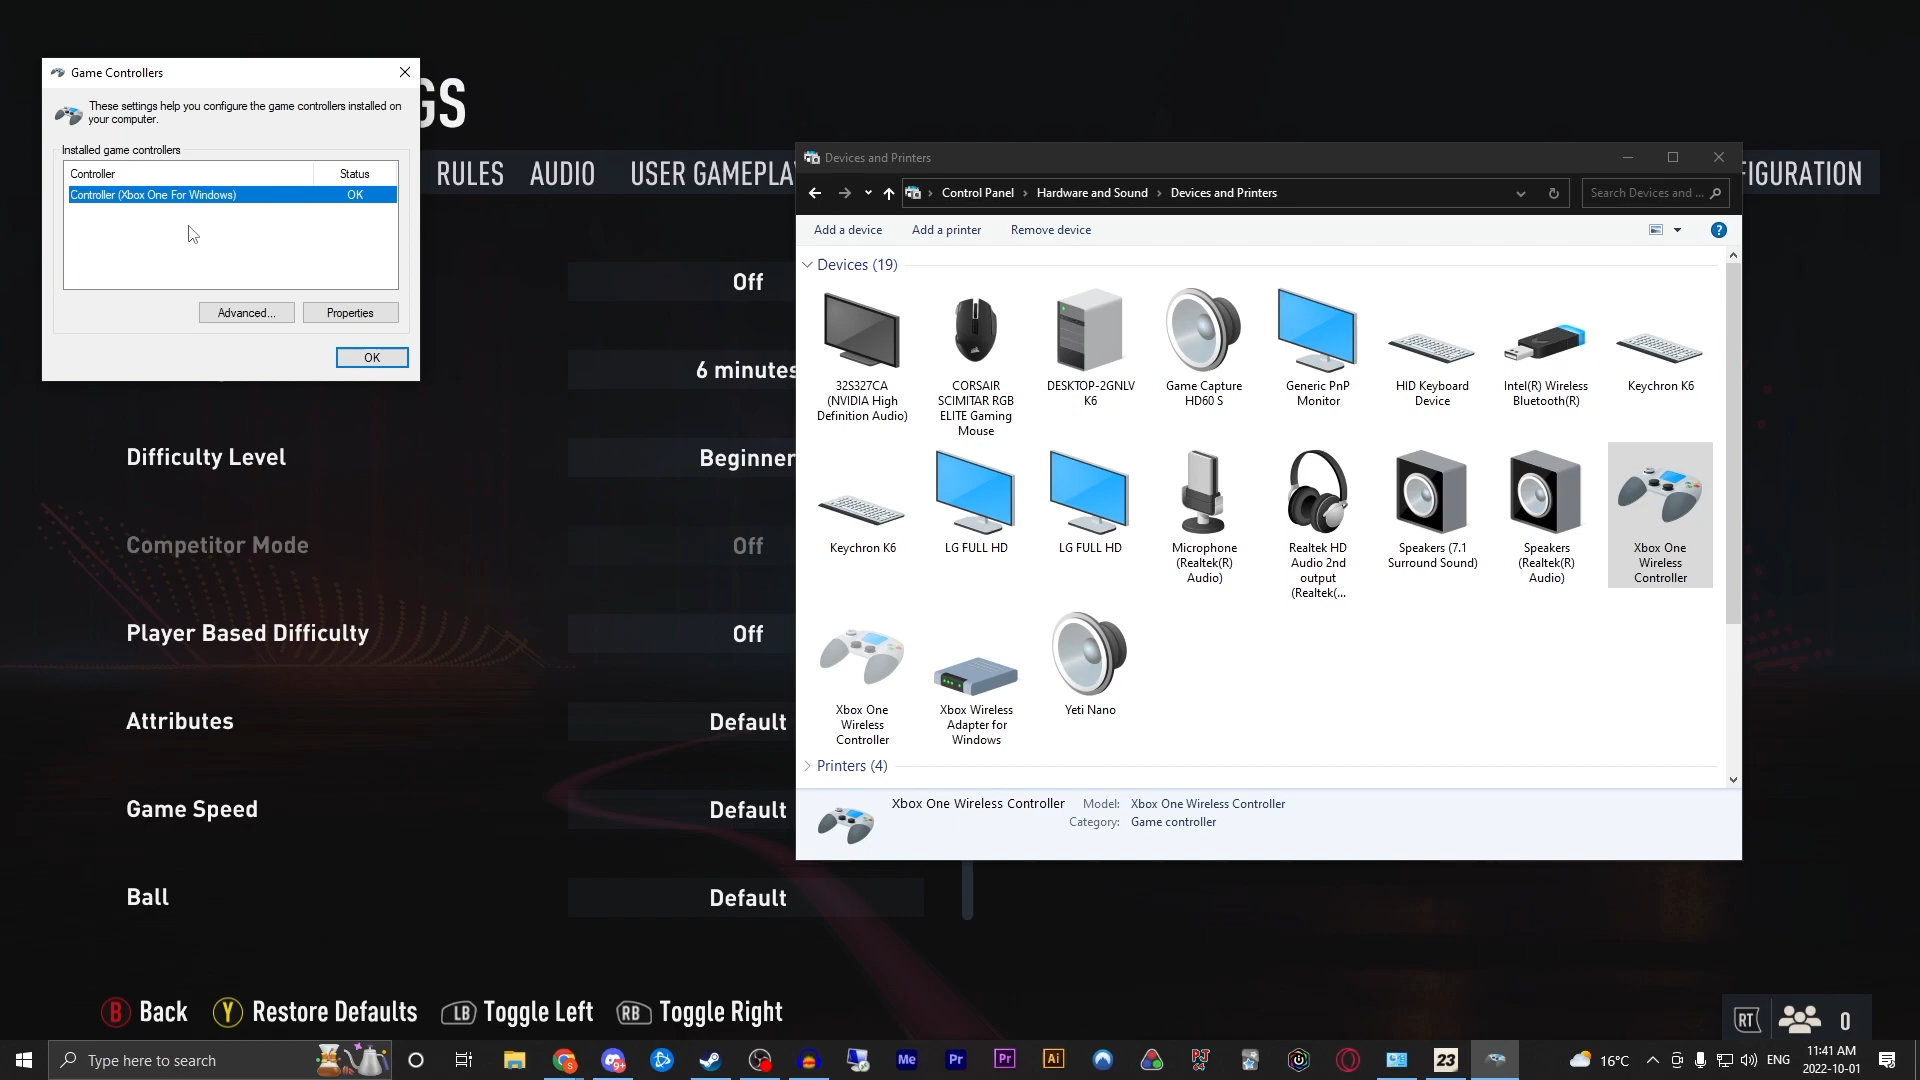 Game Controllers
These settings help you configure the game controllers installed on
your computer.
Installed game controllers
Controller Status
Controller (Xbox One For Windows) OK
Advanced...
Properties
OK
GS
RULES
AUDIO
USER GAMEPLAY
FIGURATION
Off
6 minutes
Difficulty Level
Beginner
Competitor Mode
Off
Player Based Difficulty
Off
Attributes
Default
Game Speed
Default
Ball
Default
Devices and Printers
Control Panel > Hardware and Sound > Devices and Printers
Search Devices and ...
Add a device
Add a printer
Remove device
?
Devices (19)
32S327CA
(NVIDIA High
Definition Audio)
CORSAIR
SCIMITAR RGB
ELITE Gaming
Mouse
DESKTOP-2GNLV
K6
Game Capture
HD60 S
Generic PnP
Monitor
HID Keyboard
Device
Intel(R) Wireless
Bluetooth(R)
Keychron K6
Keychron K6
LG FULL HD
LG FULL HD
Microphone
(Realtek(R)
Audio)
Realtek HD
Audio 2nd
output
(Realtek(...
Speakers (7.1
Surround Sound)
Speakers
(Realtek(R)
Audio)
Xbox One
Wireless
Controller
Xbox One
Wireless
Controller
Xbox Wireless
Adapter for
Windows
Yeti Nano
Printers (4)
Xbox One Wireless Controller
Model: Xbox One Wireless Controller
Category: Game controller
B Back
Y Restore Defaults
LB Toggle Left
RB Toggle Right
RT
0
Type here to search
S
9+
Me
Pr
Pr
Ai
PJ
64
23
16°C
ENG
11:41 AM
2022-10-01